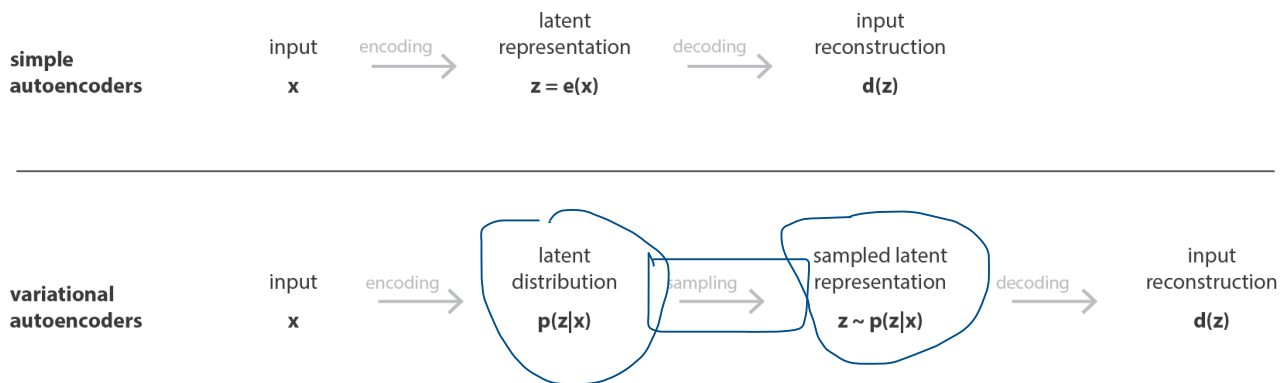 latent
input
input
encoding
representation
decoding
reconstruction
simple
autoencoders
x
z = e(x)
d(z)
latent
sampled latent
input
input
encoding
distribution
sampling
representation
decoding
reconstruction
variational
autoencoders
x
p(z|x)
z ~ p(z|x)
d(z)